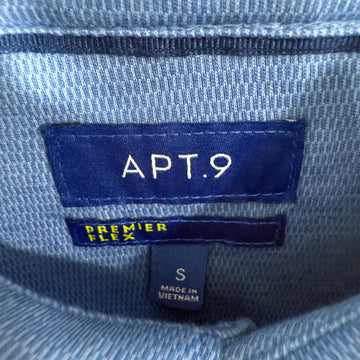 APT.9
PREMIER
FLEX
S
MADE IN
VIETNAM